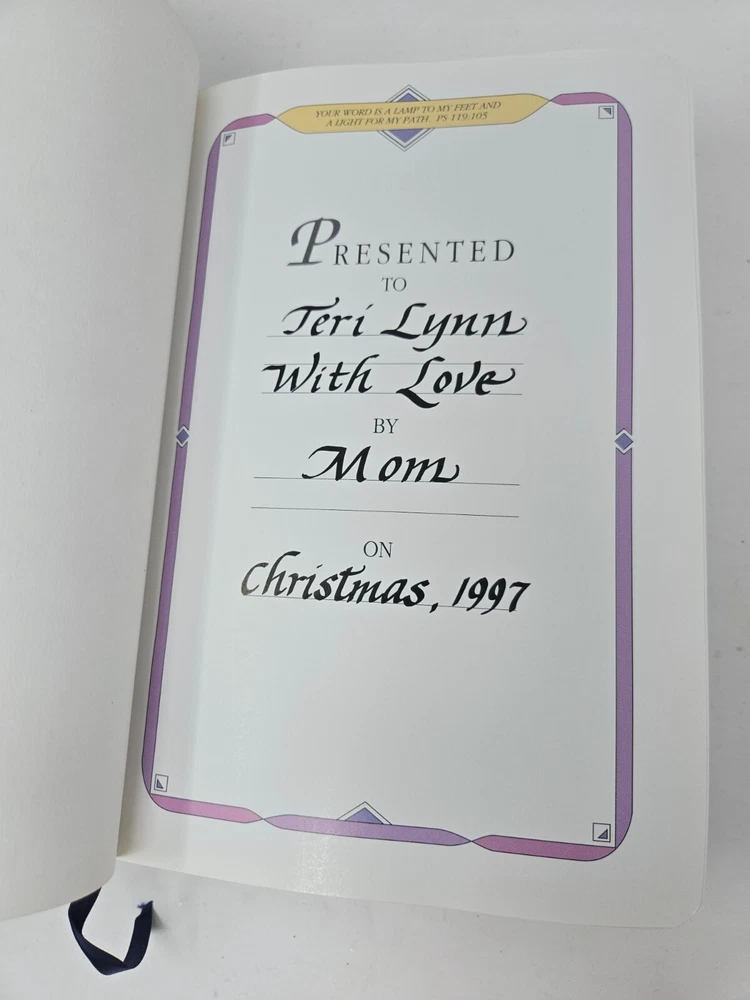 YOUR WORD IS A LAMP TO MY FEET AND
A LIGHT FOR MY PATH. PS 119:105
PRESENTED
TO
Teri Lynn
With Love
BY
Mom
ON
Christmas, 1997